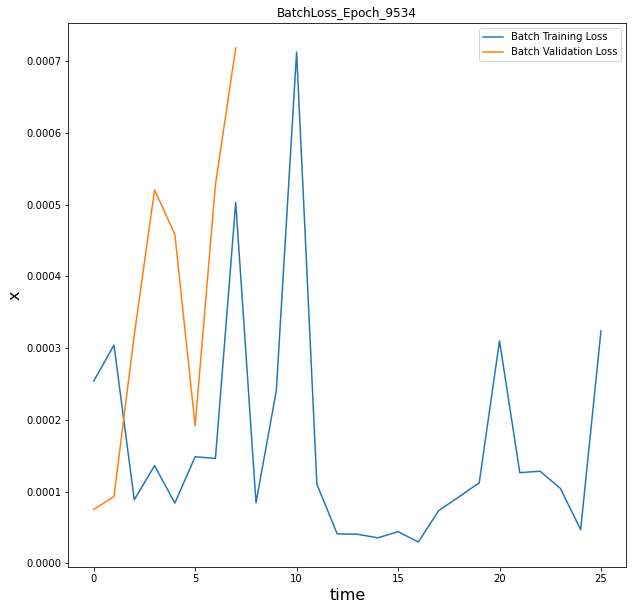 BatchLoss_Epoch_9534
Batch Training Loss
Batch Validation Loss
0.0007
0.0006
0.0005
0.0004
0.0003
0.0002
0.0001
0.0000
x
0 5 10 15 20 25
time